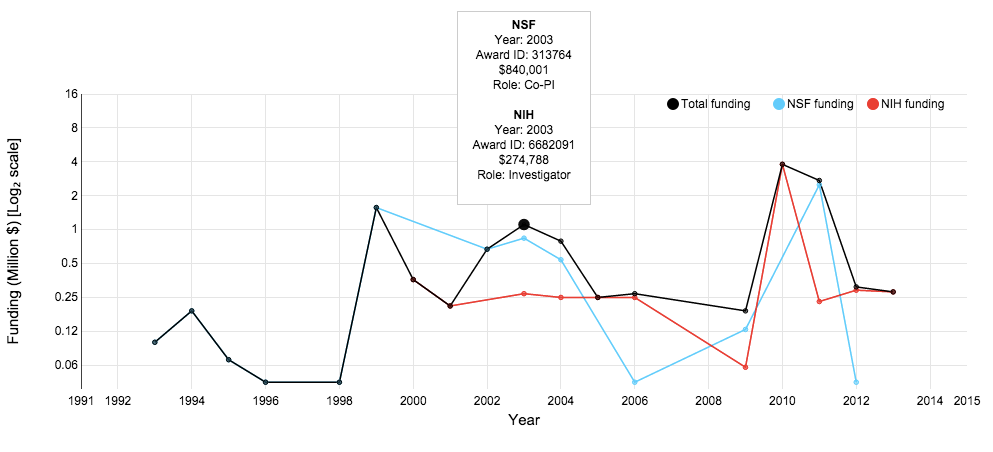 NSF
Year: 2003
Award ID: 313764
$840,001
Role: Co-PI
NIH
Year: 2003
Award ID: 6682091
$274,788
Role: Investigator
Total funding
NSF funding
NIH funding
Funding (Million $) [Log₂ scale]
16
8
4
2
1
0.5
0.25
0.12
0.06
1991 1992 1994 1996 1998 2000 2002 2004 2006 2008 2010 2012 2014 2015
Year